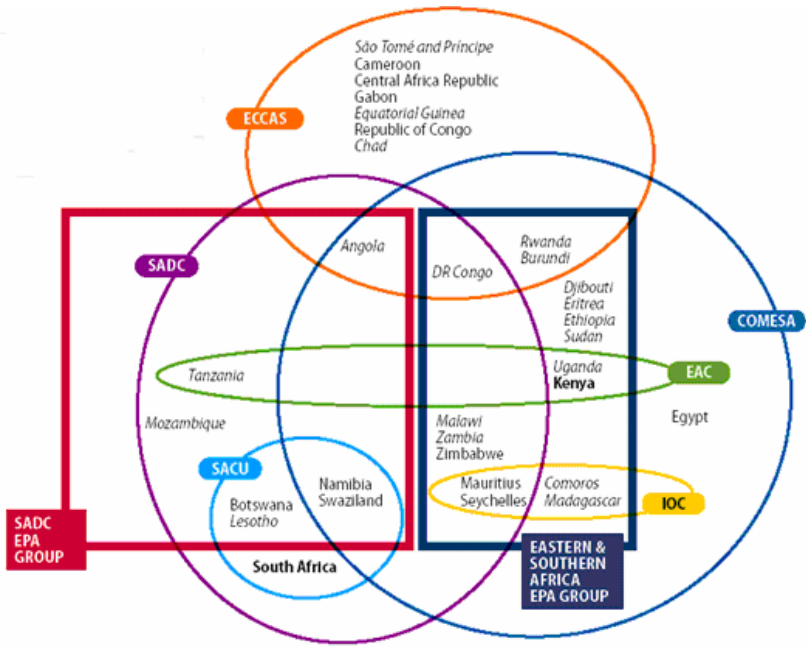 São Tomé and Príncipe
Cameroon
Central Africa Republic
Gabon
Equatorial Guinea
Republic of Congo
Chad
ECCAS
Angola
Rwanda
Burundi
SADC
DR Congo
Djibouti
Eritrea
Ethiopia
Sudan
COMESA
Tanzania
Uganda
Kenya
EAC
Mozambique
Egypt
Malawi
Zambia
Zimbabwe
SACU
Namibia
Swaziland
Botswana
Lesotho
Mauritius
Seychelles
Comoros
Madagascar
IOC
SADC
EPA
GROUP
South Africa
EASTERN &
SOUTHERN
AFRICA
EPA GROUP